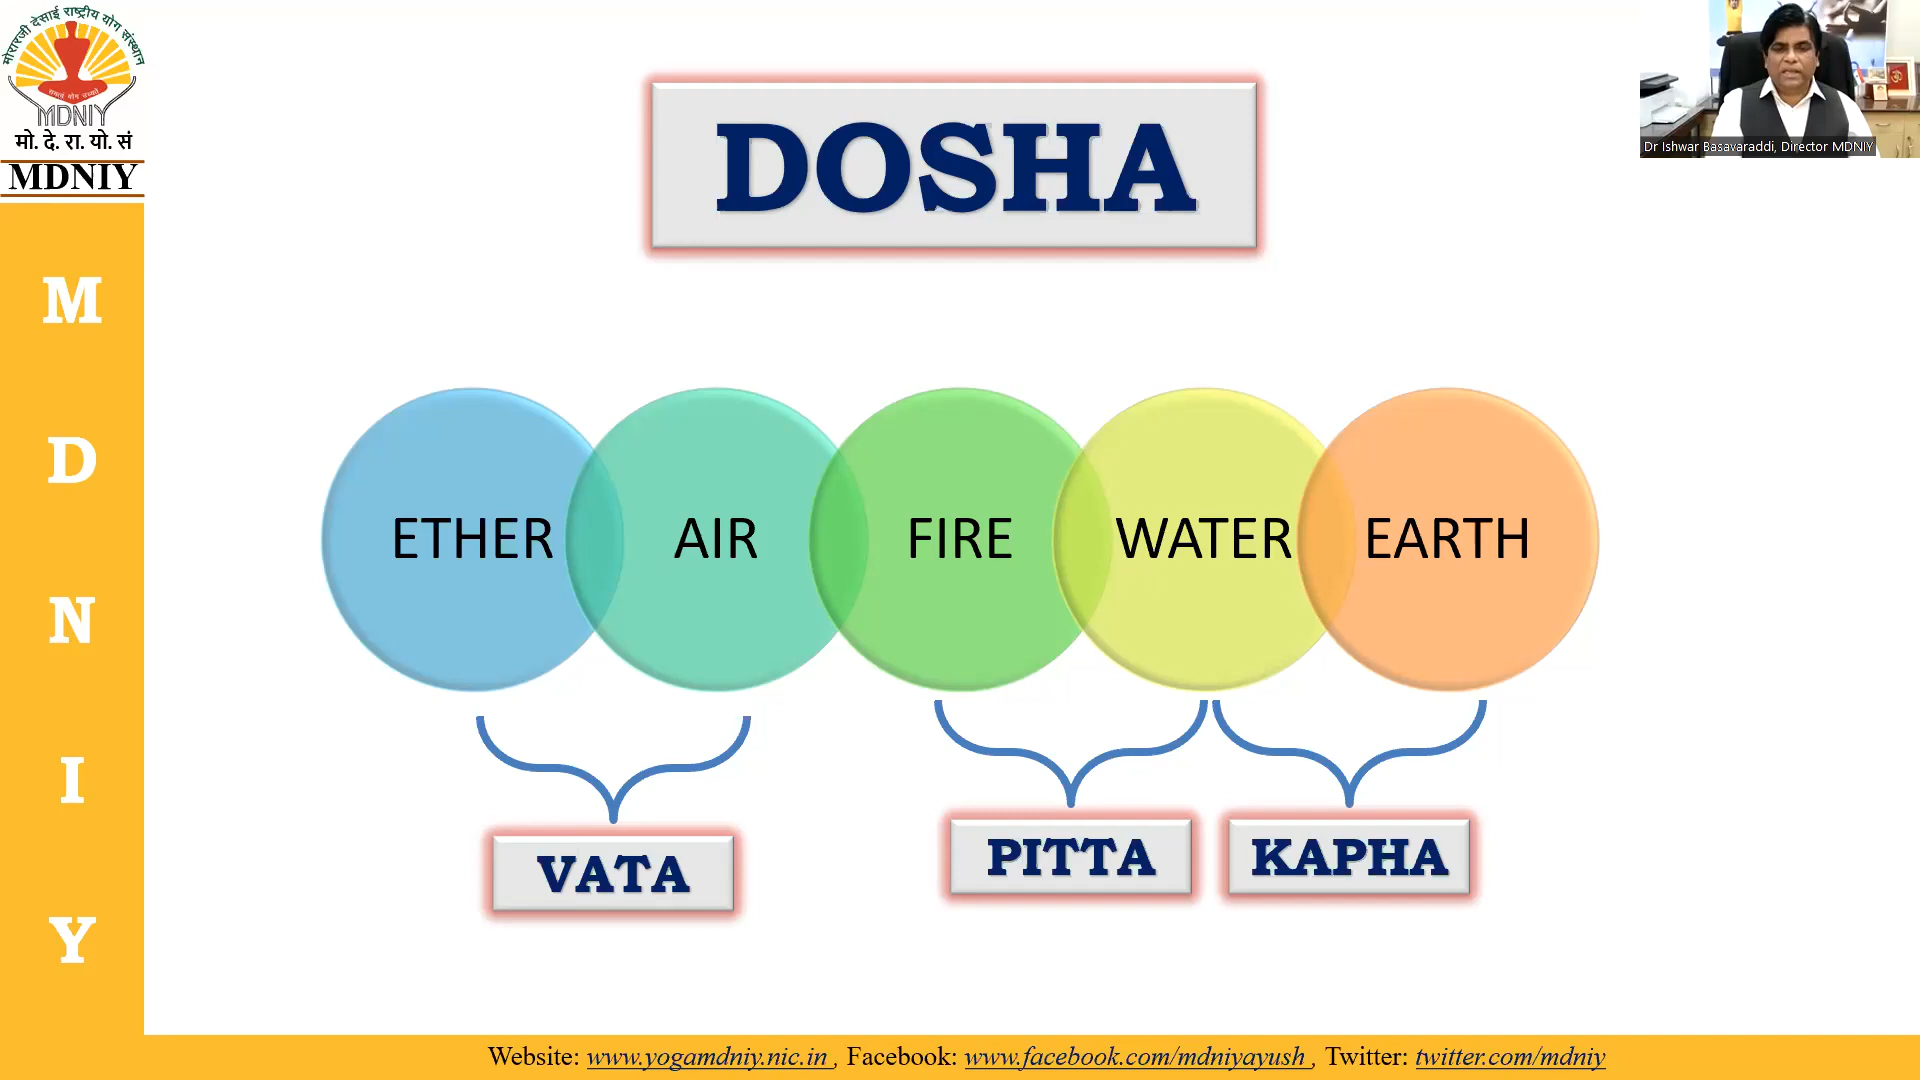 मोरारजी देसाई राष्ट्रीय योग संस्थान
MDNIY
मो. दे. रा. यो. सं
MDNIY
M
D
N
I
Y
DOSHA
Dr Ishwar Basavaraddi, Director MDNIY
ETHER AIR FIRE WATER EARTH
VATA PITTA KAPHA
Website: www.yogamdniy.nic.in , Facebook: www.facebook.com/mdniyayush , Twitter: twitter.com/mdniy